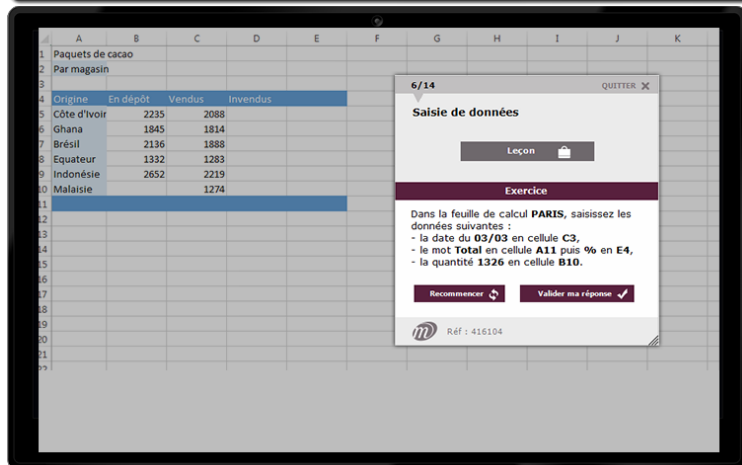 A B C D E F G H I J K
1 Paquets de cacao
2 Par magasin
3
4 Origine En dépôt Vendus Invendus
5 Côte d'Ivoir 2235 2088
6 Ghana 1845 1814
7 Brésil 2136 1888
8 Equateur 1332 1283
9 Indonésie 2652 2219
10 Malaisie 1274
11
12
13
14
15
16
17
18
19
20
21
22
6/14 QUITTER X
Saisie de données
Leçon
Exercice
Dans la feuille de calcul PARIS, saisissez les
données suivantes :
- la date du 03/03 en cellule C3,
- le mot Total en cellule A11 puis % en E4,
- la quantité 1326 en cellule B10.
Recommencer Valider ma réponse
m Réf : 416104